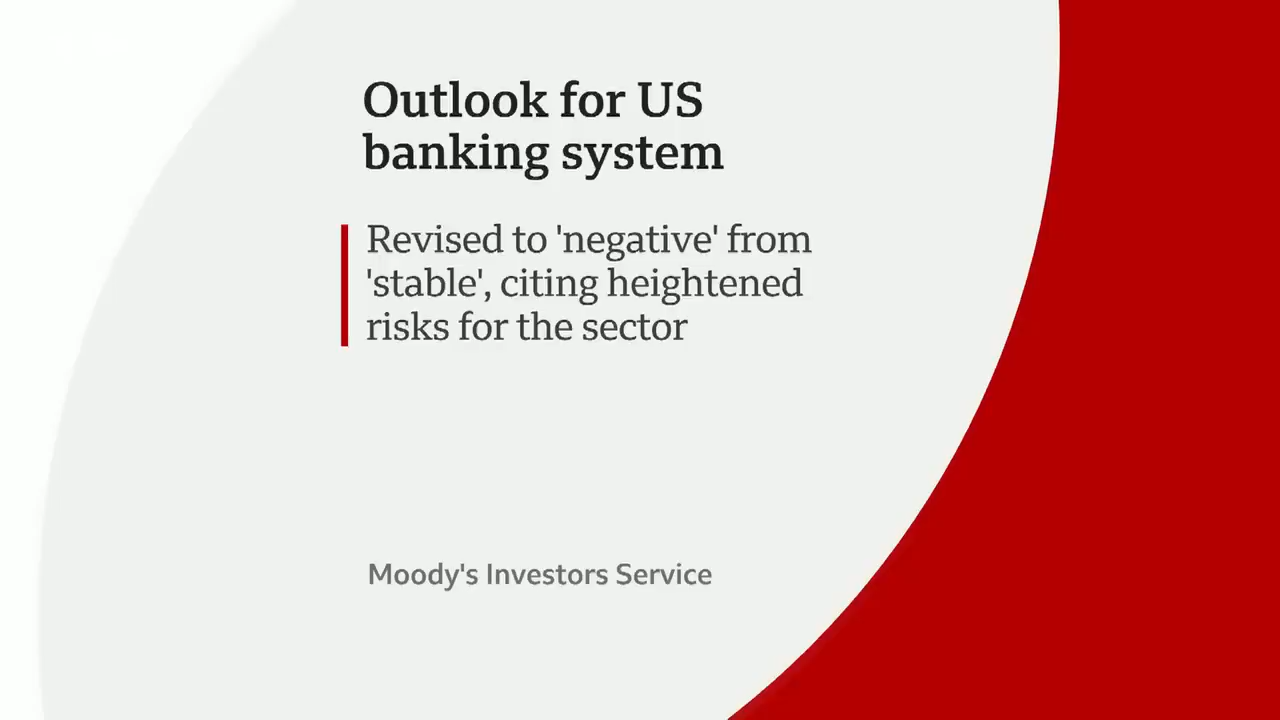 Outlook for US
banking system
Revised to 'negative' from
'stable', citing heightened
risks for the sector
Moody's Investors Service